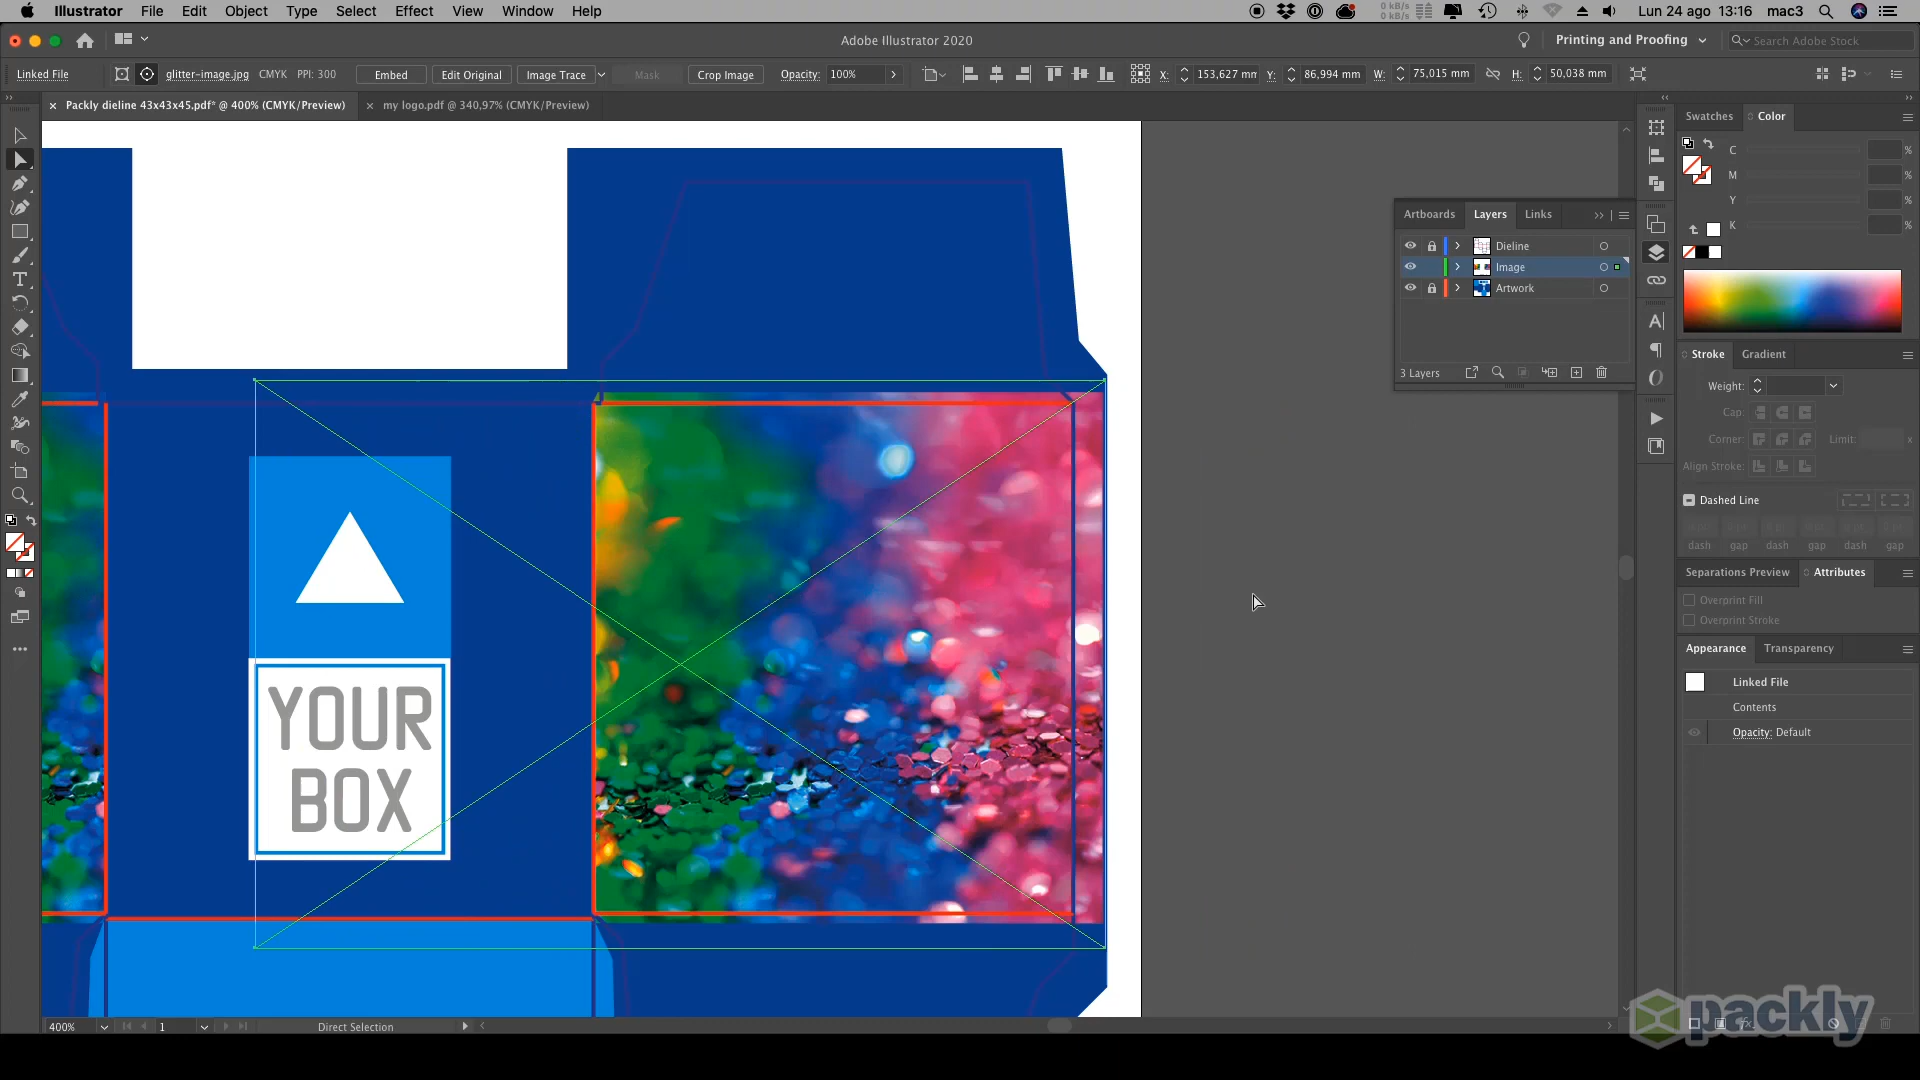 Illustrator File Edit Object Type Select Effect View Window Help
0 kB/s
0 kB/s
Lun 24 ago 13:16 mac3
Adobe Illustrator 2020
Printing and Proofing
Search Adobe Stock
Linked File glitter-image.jpg CMYK PPI: 300 Embed Edit Original Image Trace Mask Crop Image Opacity: 100% X: 153,627 mm Y: 86,994 mm W: 75,015 mm H: 50,038 mm
Packly dieline 43x43x45.pdf* @ 400% (CMYK/Preview) my logo.pdf @ 340,97% (CMYK/Preview)
Swatches Color
C %
M %
Y %
K %
Artboards Layers Links
Dieline
Image
Artwork
3 Layers
Stroke Gradient
Weight:
Cap:
Corner: Limit: x
Align Stroke:
Dashed Line
dash gap dash gap dash gap
Separations Preview Attributes
Overprint Fill
Overprint Stroke
Appearance Transparency
Linked File
Contents
Opacity: Default
YOUR
BOX
400% 1 Direct Selection
packly